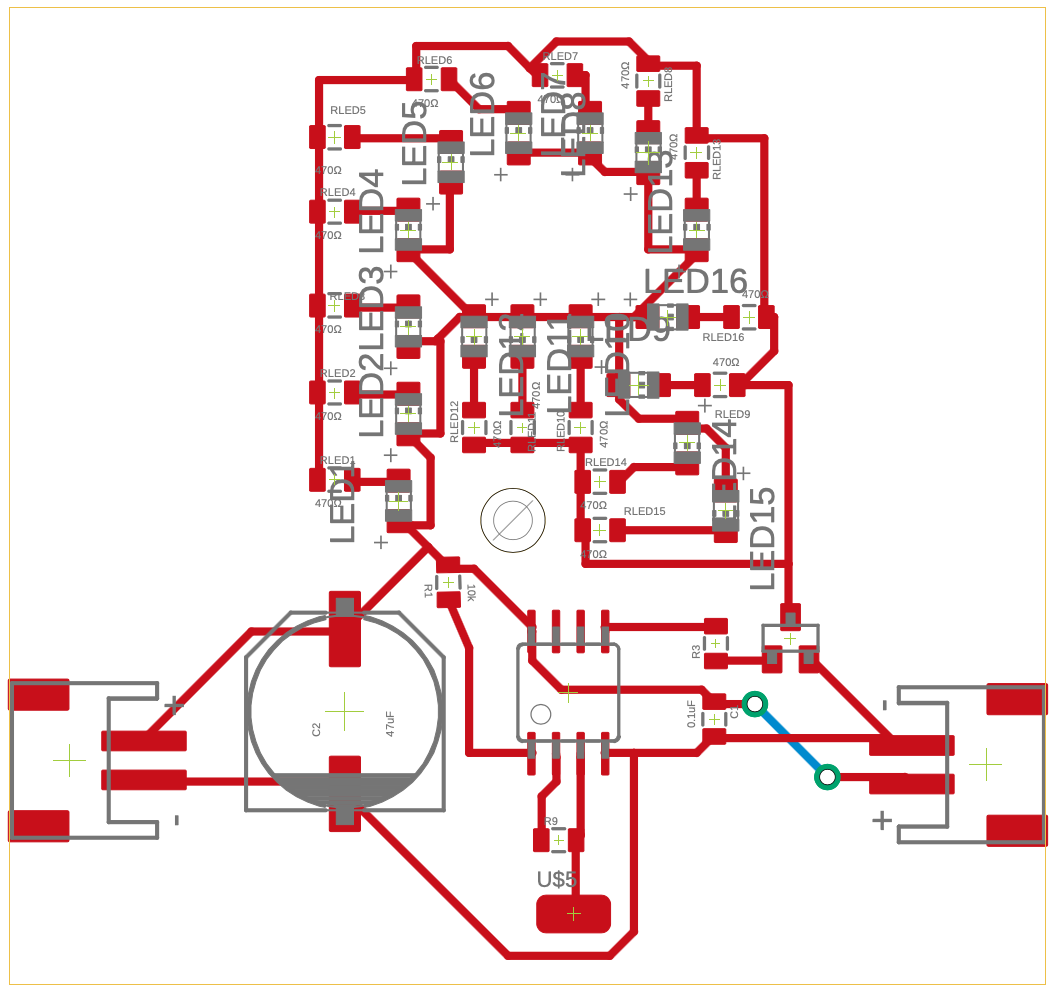 RLED6
470Ω
RLED7
470Ω
470Ω
RLED8
LED6
LED7
LED8
RLED5
470Ω
LED5
470Ω
RLED13
LED13
RLED4
470Ω
LED4
LED16
470Ω
RLED16
RLED3
470Ω
LED3
LED9
LED10
LED11
LED12
470Ω
RLED9
RLED2
470Ω
LED2
RLED12
470Ω
470Ω
RLED11
RLED10
470Ω
LED14
RLED1
470Ω
LED1
RLED14
470Ω
RLED15
470Ω
LED15
R1
10k
R3
C2
47uF
0.1uF
C1
+
-
-
+
R9
U$5